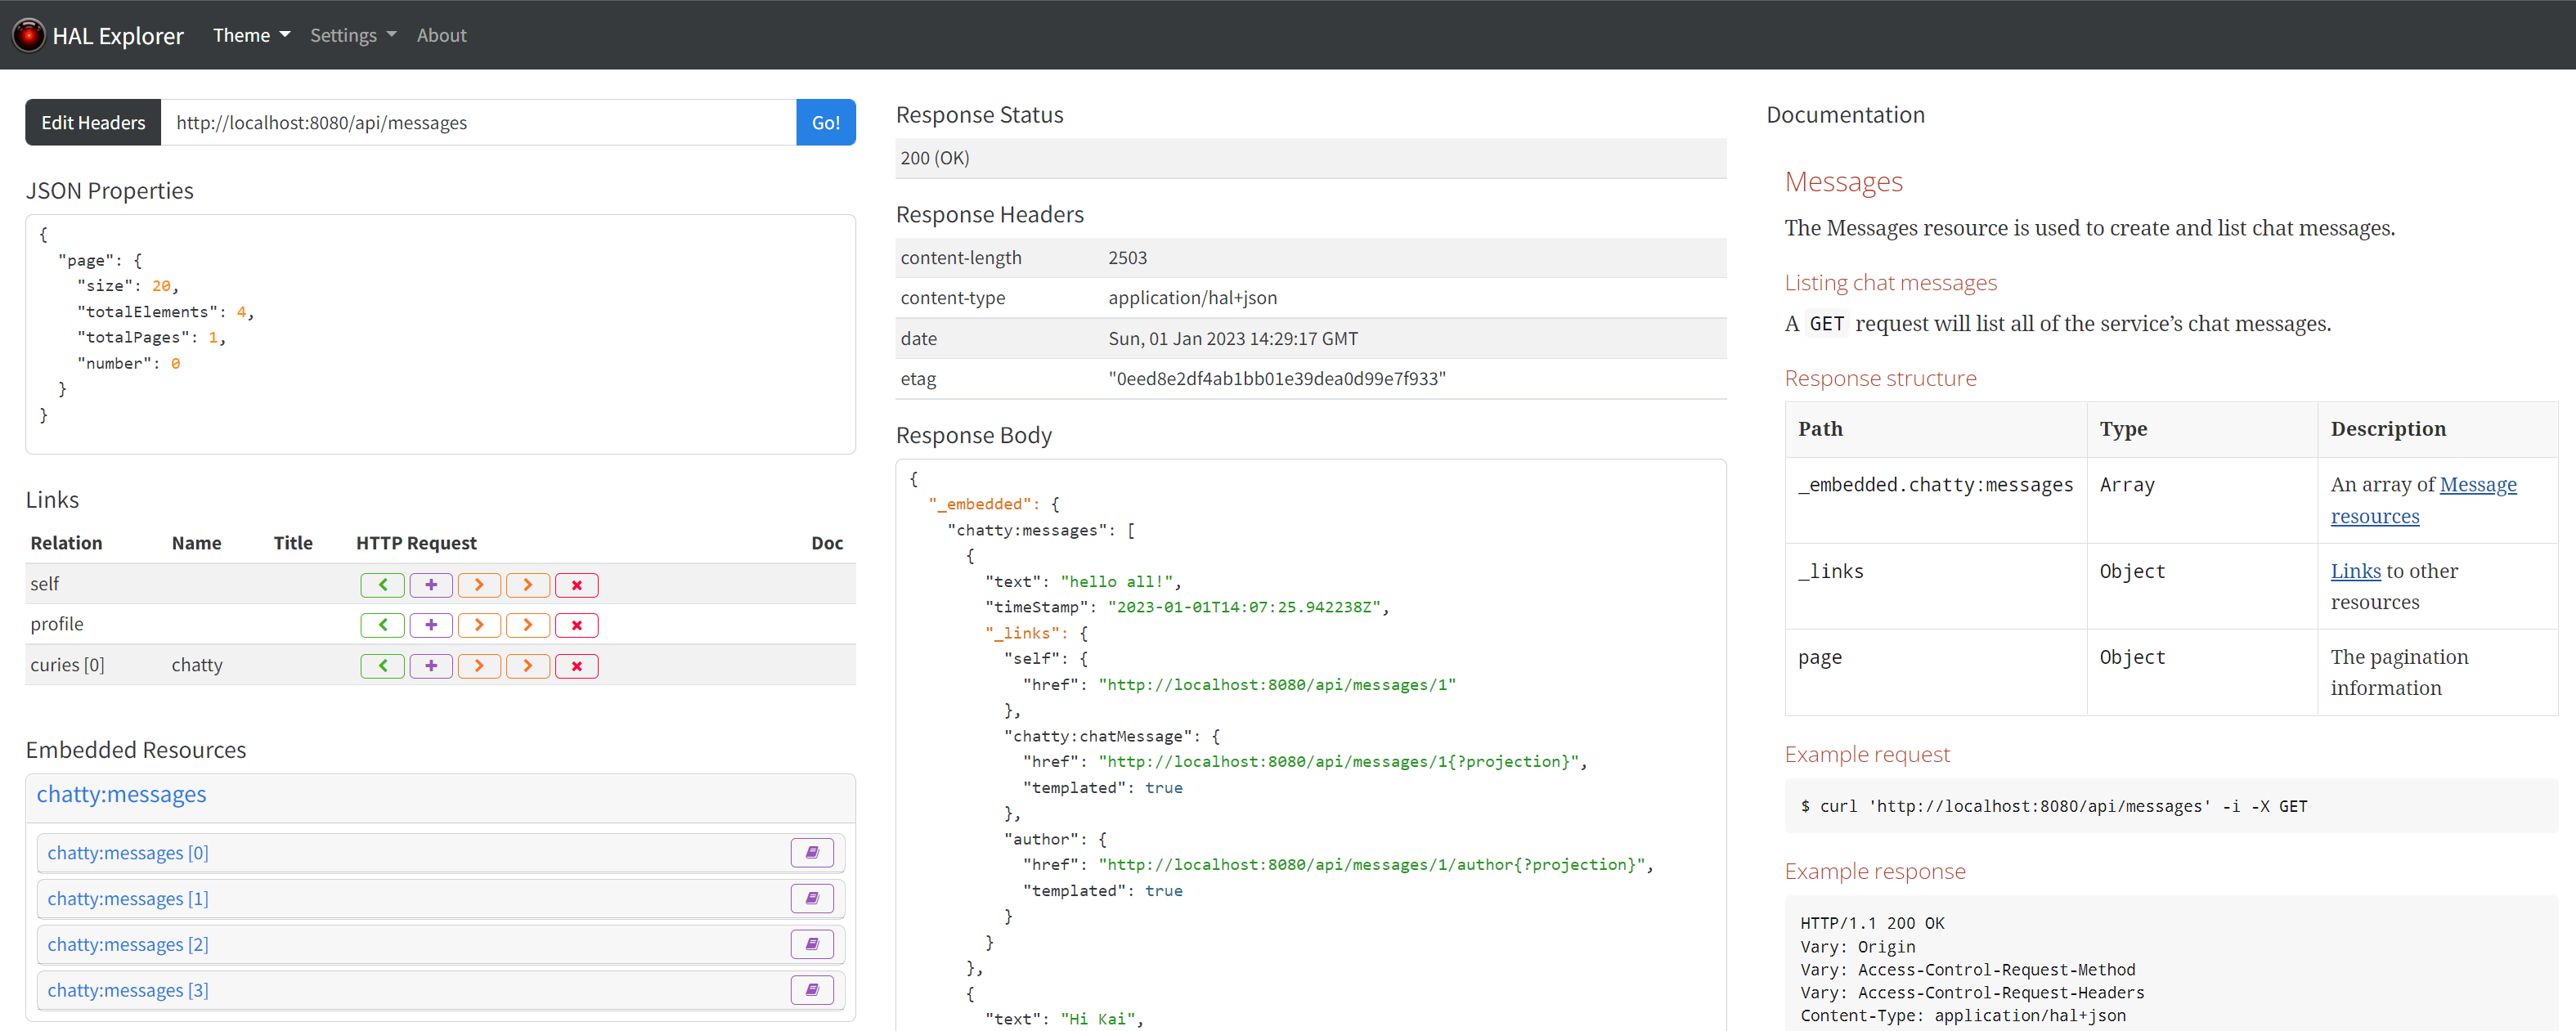 HAL Explorer Theme Settings About
Edit Headers http://localhost:8080/api/messages Go!
JSON Properties
{
  "page": {
    "size": 20,
    "totalElements": 4,
    "totalPages": 1,
    "number": 0
  }
}
Links
Relation Name Title HTTP Request Doc
self
profile
curies [0] chatty
Embedded Resources
chatty:messages
chatty:messages [0]
chatty:messages [1]
chatty:messages [2]
chatty:messages [3]
Response Status
200 (OK)
Response Headers
content-length 2503
content-type application/hal+json
date Sun, 01 Jan 2023 14:29:17 GMT
etag "0eed8e2df4ab1bb01e39dea0d99e7f933"
Response Body
{
  "_embedded": {
    "chatty:messages": [
      {
        "text": "hello all!",
        "timeStamp": "2023-01-01T14:07:25.942238Z",
        "_links": {
          "self": {
            "href": "http://localhost:8080/api/messages/1"
          },
          "chatty:chatMessage": {
            "href": "http://localhost:8080/api/messages/1{?projection}",
            "templated": true
          },
          "author": {
            "href": "http://localhost:8080/api/messages/1/author{?projection}",
            "templated": true
          }
        }
      },
      {
        "text": "Hi Kai",
Documentation
Messages
The Messages resource is used to create and list chat messages.
Listing chat messages
A GET request will list all of the service’s chat messages.
Response structure
Path Type Description
_embedded.chatty:messages Array An array of Message
resources
_links Object Links to other
resources
page Object The pagination
information
Example request
$ curl 'http://localhost:8080/api/messages' -i -X GET
Example response
HTTP/1.1 200 OK
Vary: Origin
Vary: Access-Control-Request-Method
Vary: Access-Control-Request-Headers
Content-Type: application/hal+json